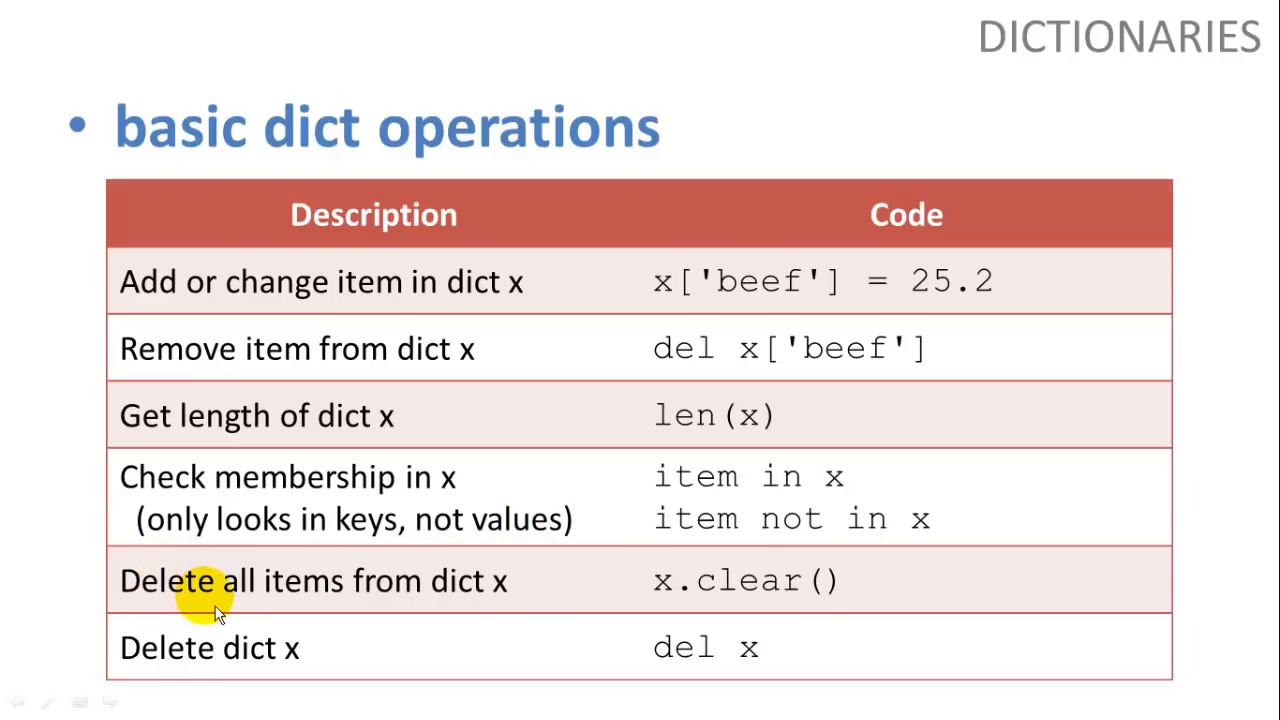 DICTIONARIES
• basic dict operations
Description Code
Add or change item in dict x x['beef'] = 25.2
Remove item from dict x del x['beef']
Get length of dict x len(x)
Check membership in x item in x
(only looks in keys, not values) item not in x
Delete all items from dict x x.clear()
Delete dict x del x